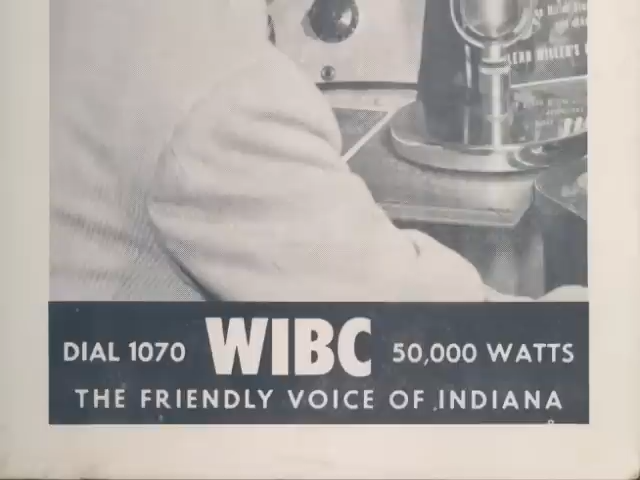 DIAL 1070 WIBC 50,000 WATTS
THE FRIENDLY VOICE OF INDIANA